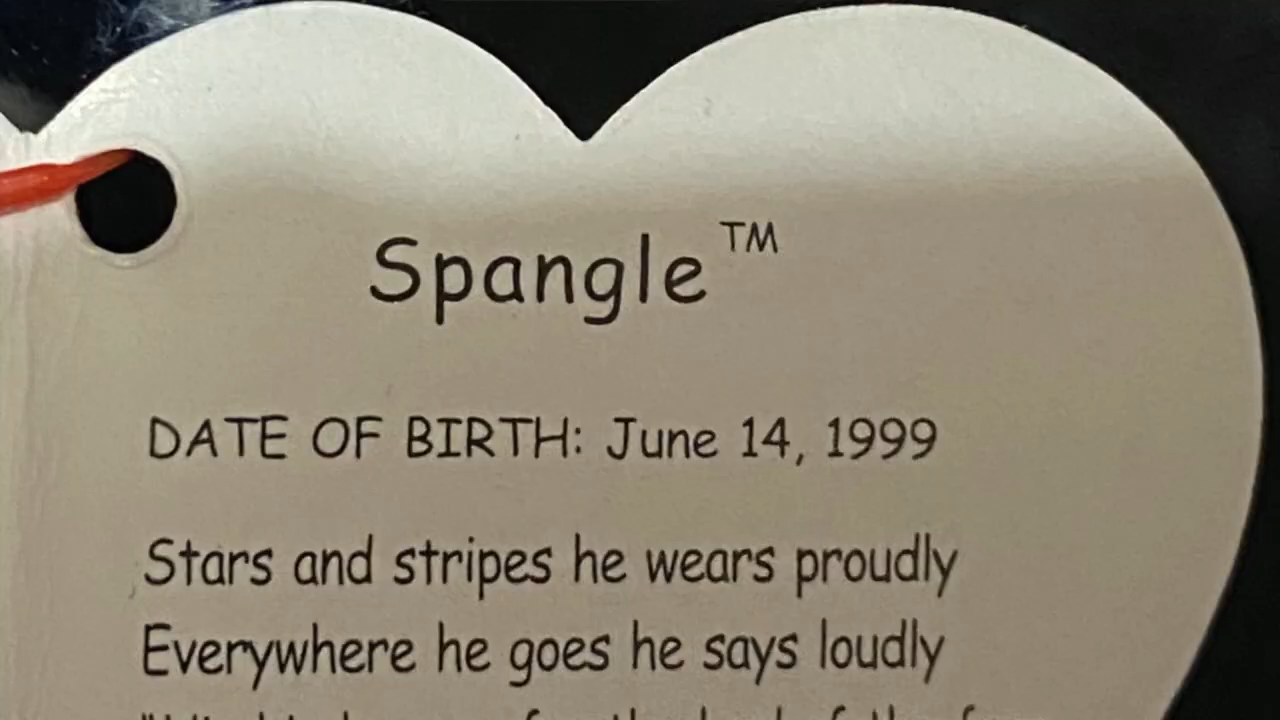 Spangle™
DATE OF BIRTH: June 14, 1999
Stars and stripes he wears proudly
Everywhere he goes he says loudly